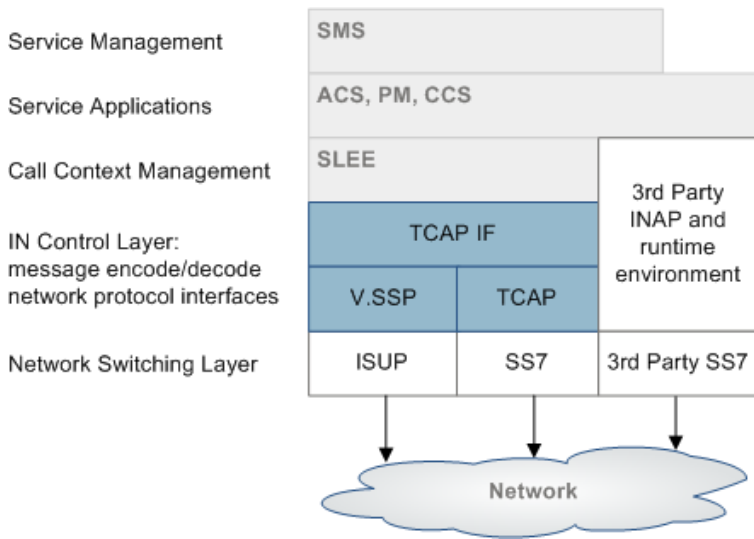 Service Management
SMS
Service Applications
ACS, PM, CCS
Call Context Management
SLEE
3rd Party
INAP and
runtime
environment
IN Control Layer:
message encode/decode
network protocol interfaces
TCAP IF
V.SSP
TCAP
Network Switching Layer
ISUP
SS7
3rd Party SS7
Network